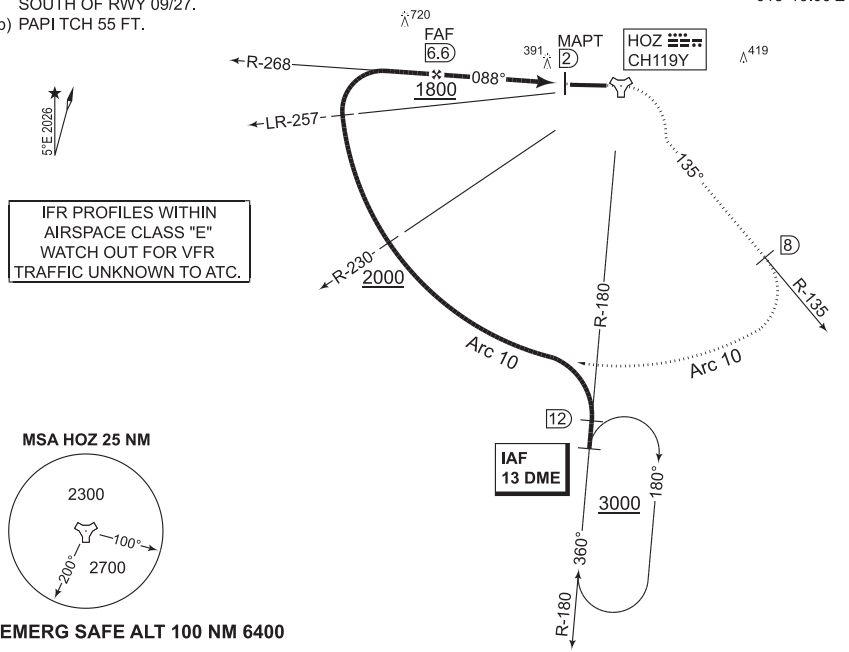 SOUTH OF RWY 09/27.
b) PAPI TCH 55 FT.
720
FAF
6.6
391
MAPT
2
HOZ
CH119Y
419
R-268
088°
1800
LR-257
5°E 2026
135°
IFR PROFILES WITHIN
AIRSPACE CLASS "E"
WATCH OUT FOR VFR
TRAFFIC UNKNOWN TO ATC.
8
R-230
2000
R-180
R-135
Arc 10
Arc 10
12
MSA HOZ 25 NM
IAF
13 DME
2300
180°
3000
100°
200°
2700
360°
R-180
EMERG SAFE ALT 100 NM 6400